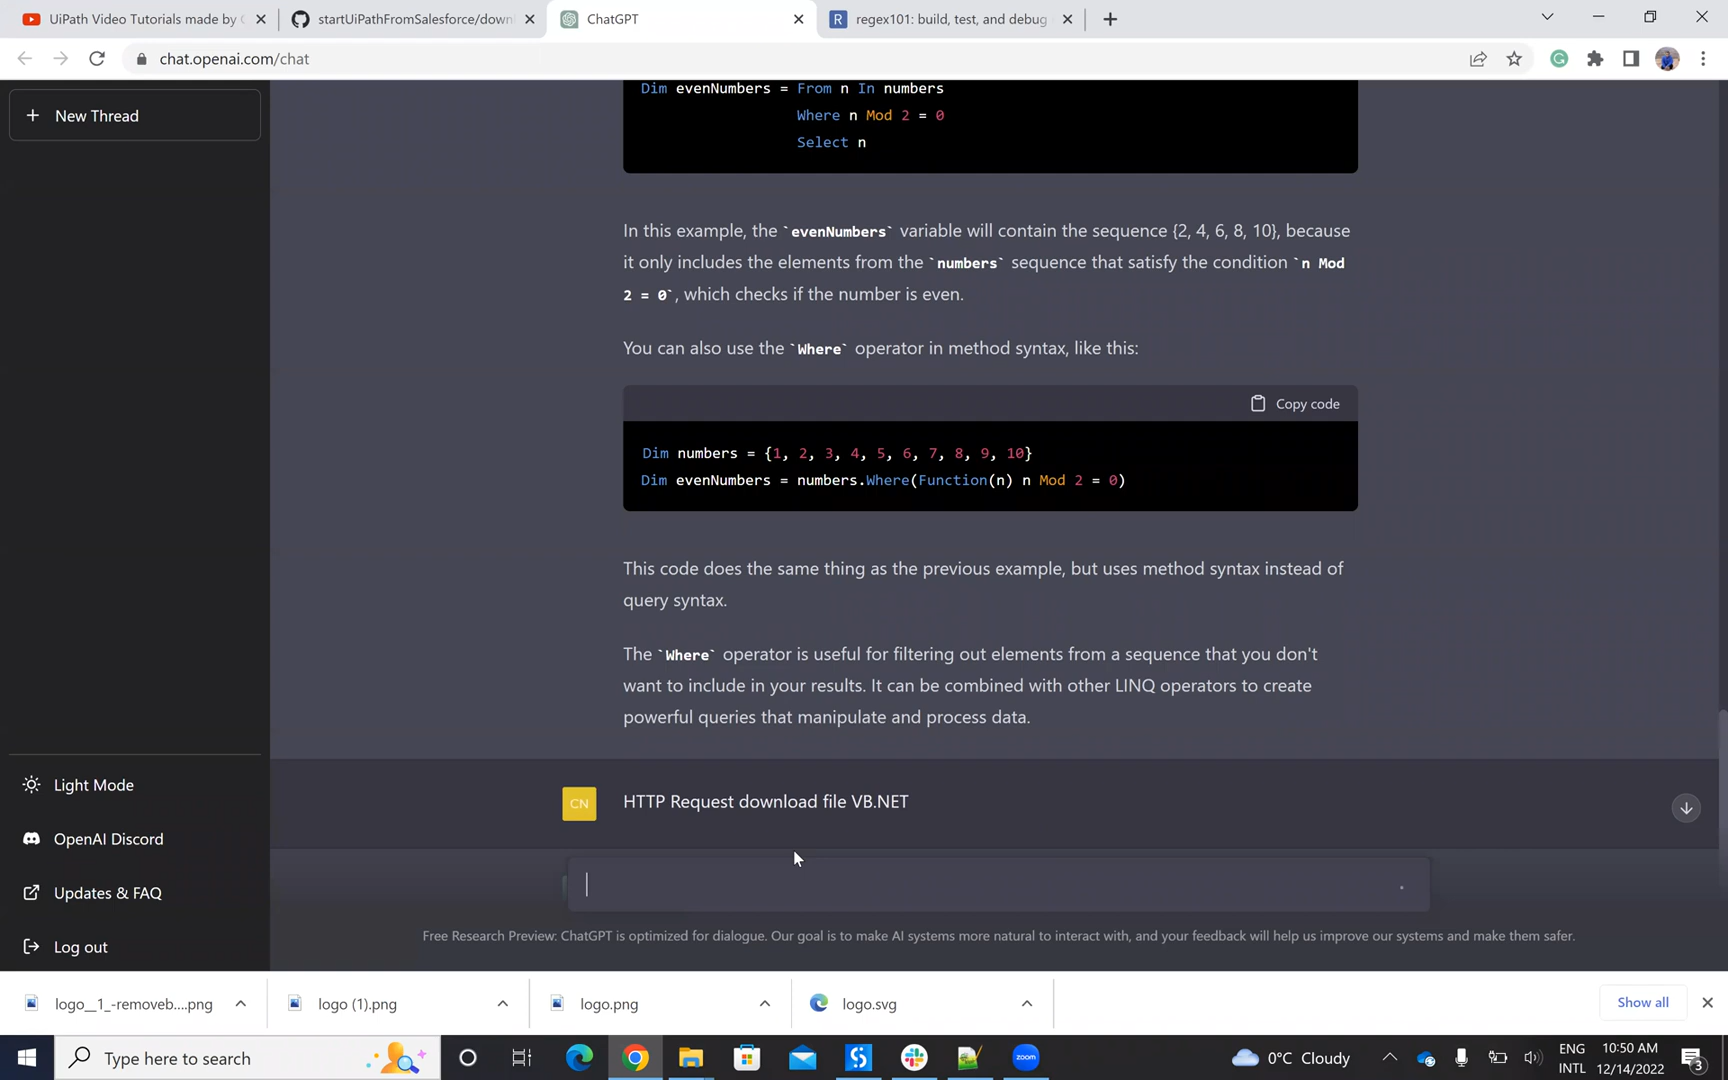 UiPath Video Tutorials made by
startUiPathFromSalesforce/down
ChatGPT
regex101: build, test, and debug
chat.openai.com/chat
New Thread
Dim evenNumbers = From n In numbers
Where n Mod 2 = 0
Select n
In this example, the `evenNumbers` variable will contain the sequence {2, 4, 6, 8, 10}, because
it only includes the elements from the `numbers` sequence that satisfy the condition `n Mod
2 = 0`, which checks if the number is even.
You can also use the `Where` operator in method syntax, like this:
Copy code
Dim numbers = {1, 2, 3, 4, 5, 6, 7, 8, 9, 10}
Dim evenNumbers = numbers.Where(Function(n) n Mod 2 = 0)
This code does the same thing as the previous example, but uses method syntax instead of
query syntax.
The `Where` operator is useful for filtering out elements from a sequence that you don't
want to include in your results. It can be combined with other LINQ operators to create
powerful queries that manipulate and process data.
CN
HTTP Request download file VB.NET
Light Mode
OpenAI Discord
Updates & FAQ
Log out
Free Research Preview: ChatGPT is optimized for dialogue. Our goal is to make AI systems more natural to interact with, and your feedback will help us improve our systems and make them safer.
logo__1_-removeb....png
logo (1).png
logo.png
logo.svg
Show all
Type here to search
zoom
0°C Cloudy
ENG
INTL
10:50 AM
12/14/2022
3